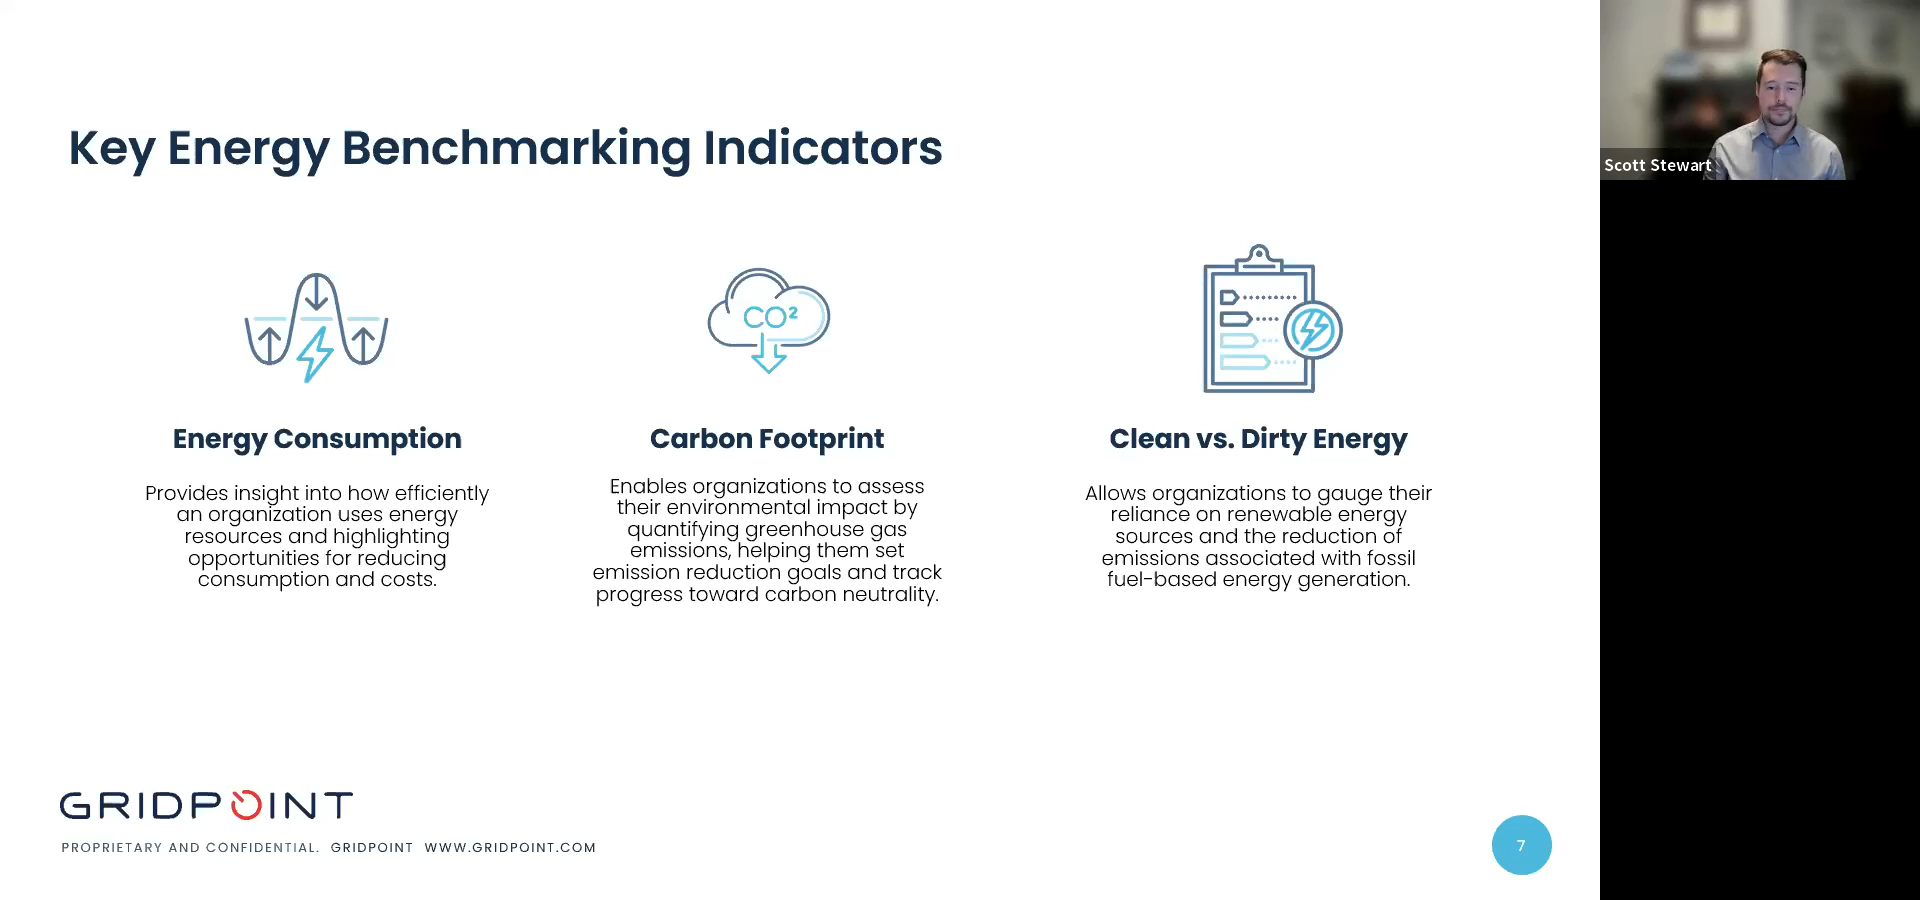 Key Energy Benchmarking Indicators
CO²
Energy Consumption
Provides insight into how efficiently
an organization uses energy
resources and highlighting
opportunities for reducing
consumption and costs.
Carbon Footprint
Enables organizations to assess
their environmental impact by
quantifying greenhouse gas
emissions, helping them set
emission reduction goals and track
progress toward carbon neutrality.
Clean vs. Dirty Energy
Allows organizations to gauge their
reliance on renewable energy
sources and the reduction of
emissions associated with fossil
fuel-based energy generation.
GRIDPOINT
PROPRIETARY AND CONFIDENTIAL. GRIDPOINT WWW.GRIDPOINT.COM
7
Scott Stewart